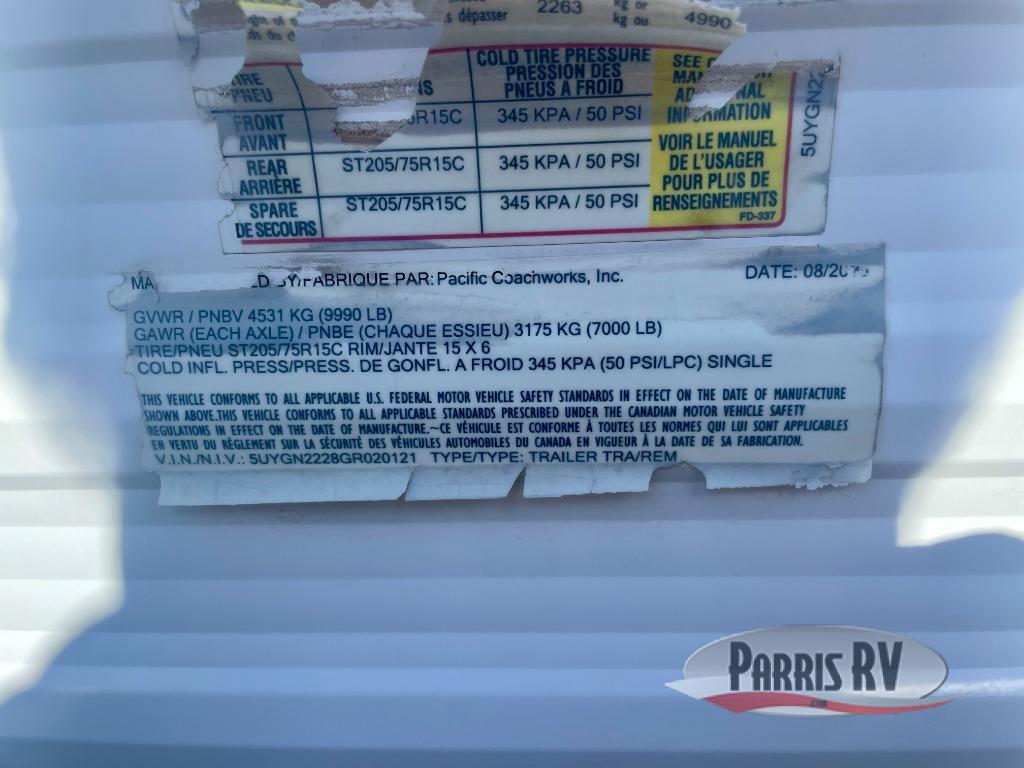 s dépasser 2263 kg or kg ou 4990
COLD TIRE PRESSURE
PRESSION DES
PNEUS A FROID
PNEU
FRONT
AVANT
5R15C
345 KPA / 50 PSI
REAR
ARRIÈRE
ST205/75R15C
345 KPA / 50 PSI
SPARE
DE SECOURS
ST205/75R15C
345 KPA / 50 PSI
SEE
VOIR LE MANUEL
DE L'USAGER
POUR PLUS DE
RENSEIGNEMENTS
FD-337
5UYGN22
FABRIQUE PAR: Pacific Coachworks, Inc. DATE: 08/20
GVWR / PNBV 4531 KG (9990 LB)
GAWR (EACH AXLE) / PNBE (CHAQUE ESSIEU) 3175 KG (7000 LB)
TIRE/PNEU ST205/75R15C RIM/JANTE 15 X 6
COLD INFL. PRESS/PRESS. DE GONFL. A FROID 345 KPA (50 PSI/LPC) SINGLE
THIS VEHICLE CONFORMS TO ALL APPLICABLE U.S. FEDERAL MOTOR VEHICLE SAFETY STANDARDS IN EFFECT ON THE DATE OF MANUFACTURE
SHOWN ABOVE.THIS VEHICLE CONFORMS TO ALL APPLICABLE STANDARDS PRESCRIBED UNDER THE CANADIAN MOTOR VEHICLE SAFETY
REGULATIONS IN EFFECT ON THE DATE OF MANUFACTURE.~CE VÉHICULE EST CONFORME À TOUTES LES NORMES QUI LUI SONT APPLICABLES
EN VERTU DU RÈGLEMENT SUR LA SÉCURITÉ DES VÉHICULES AUTOMOBILES DU CANADA EN VIGUEUR À LA DATE DE SA FABRICATION.
V.I.N./N.I.V.: 5UYGN2228GR020121 TYPE/TYPE: TRAILER TRA/REM
PARRIS RV
.com